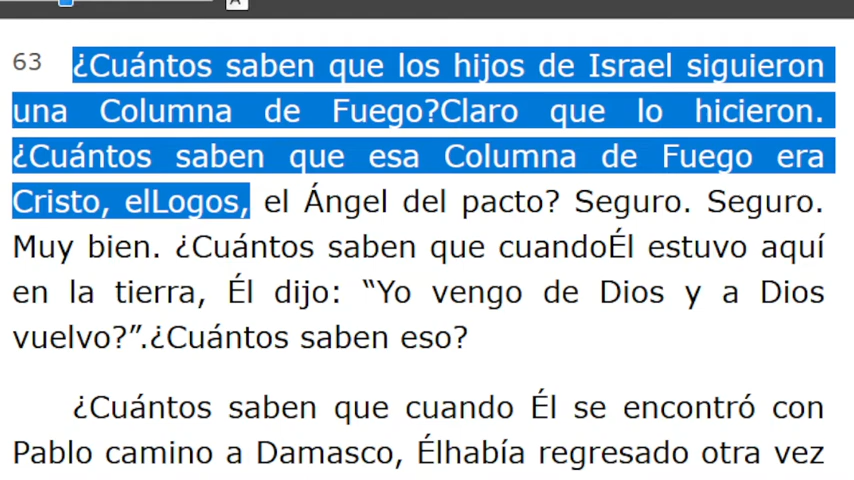 A
63 ¿Cuántos saben que los hijos de Israel siguieron
una Columna de Fuego?Claro que lo hicieron.
¿Cuántos saben que esa Columna de Fuego era
Cristo, elLogos, el Ángel del pacto? Seguro. Seguro.
Muy bien. ¿Cuántos saben que cuandoÉl estuvo aquí
en la tierra, Él dijo: “Yo vengo de Dios y a Dios
vuelvo?”.¿Cuántos saben eso?
¿Cuántos saben que cuando Él se encontró con
Pablo camino a Damasco, Élhabía regresado otra vez